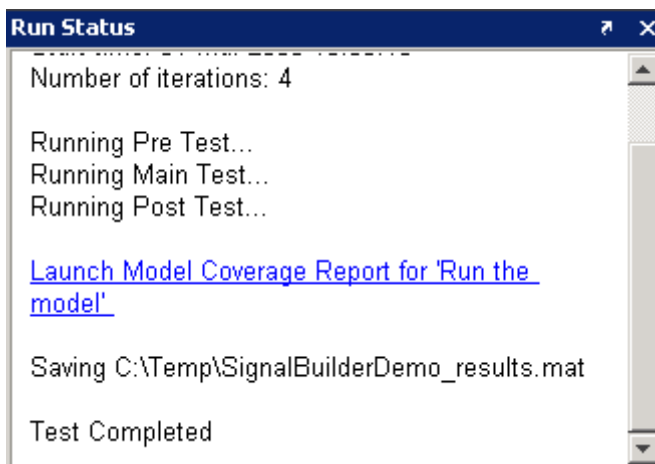 Run Status
Number of iterations: 4
Running Pre Test...
Running Main Test...
Running Post Test...
Launch Model Coverage Report for 'Run the
model'
Saving C:\Temp\SignalBuilderDemo_results.mat
Test Completed